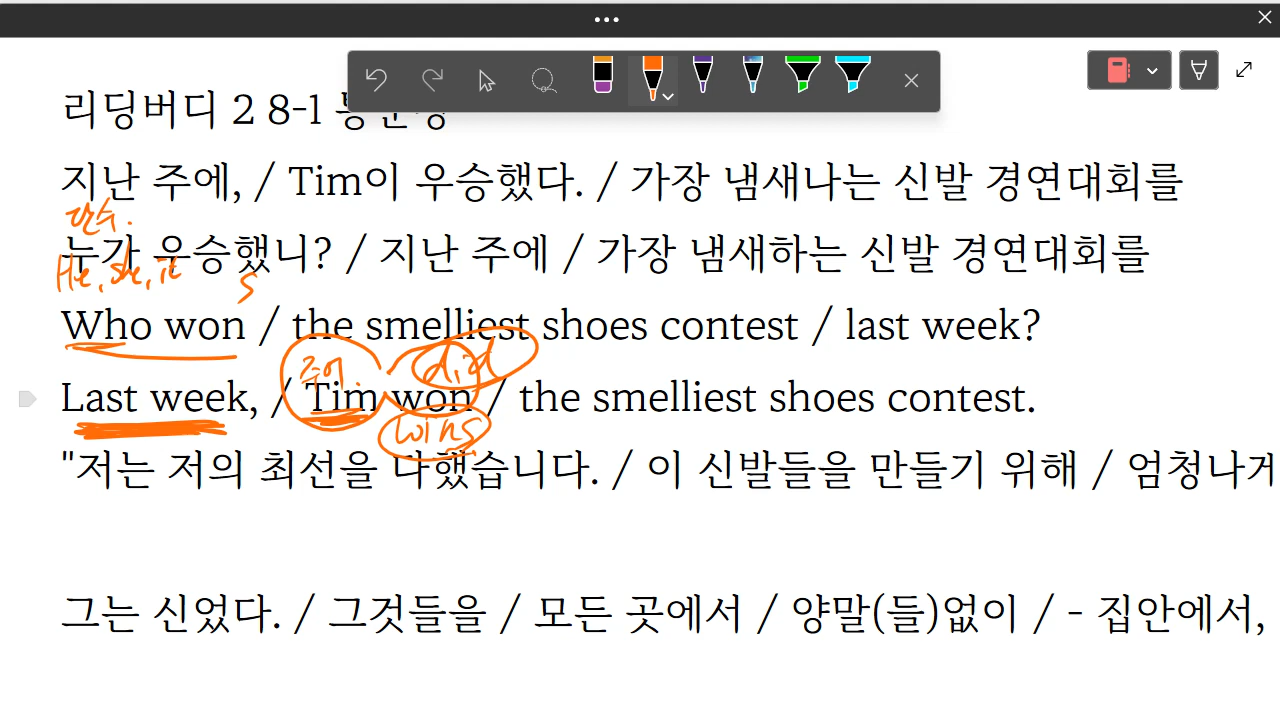 리딩버디 2 8-1 통문장
지난 주에, / Tim이 우승했다. / 가장 냄새나는 신발 경연대회를
단수.
누가 우승했니? / 지난 주에 / 가장 냄새하는 신발 경연대회를
He, she, it
s
Who won / the smelliest shoes contest / last week?
주어. did
Last week, / Tim won / the smelliest shoes contest.
wins
"저는 저의 최선을 다했습니다. / 이 신발들을 만들기 위해 / 엄청나게
그는 신었다. / 그것들을 / 모든 곳에서 / 양말(들)없이 / - 집안에서,